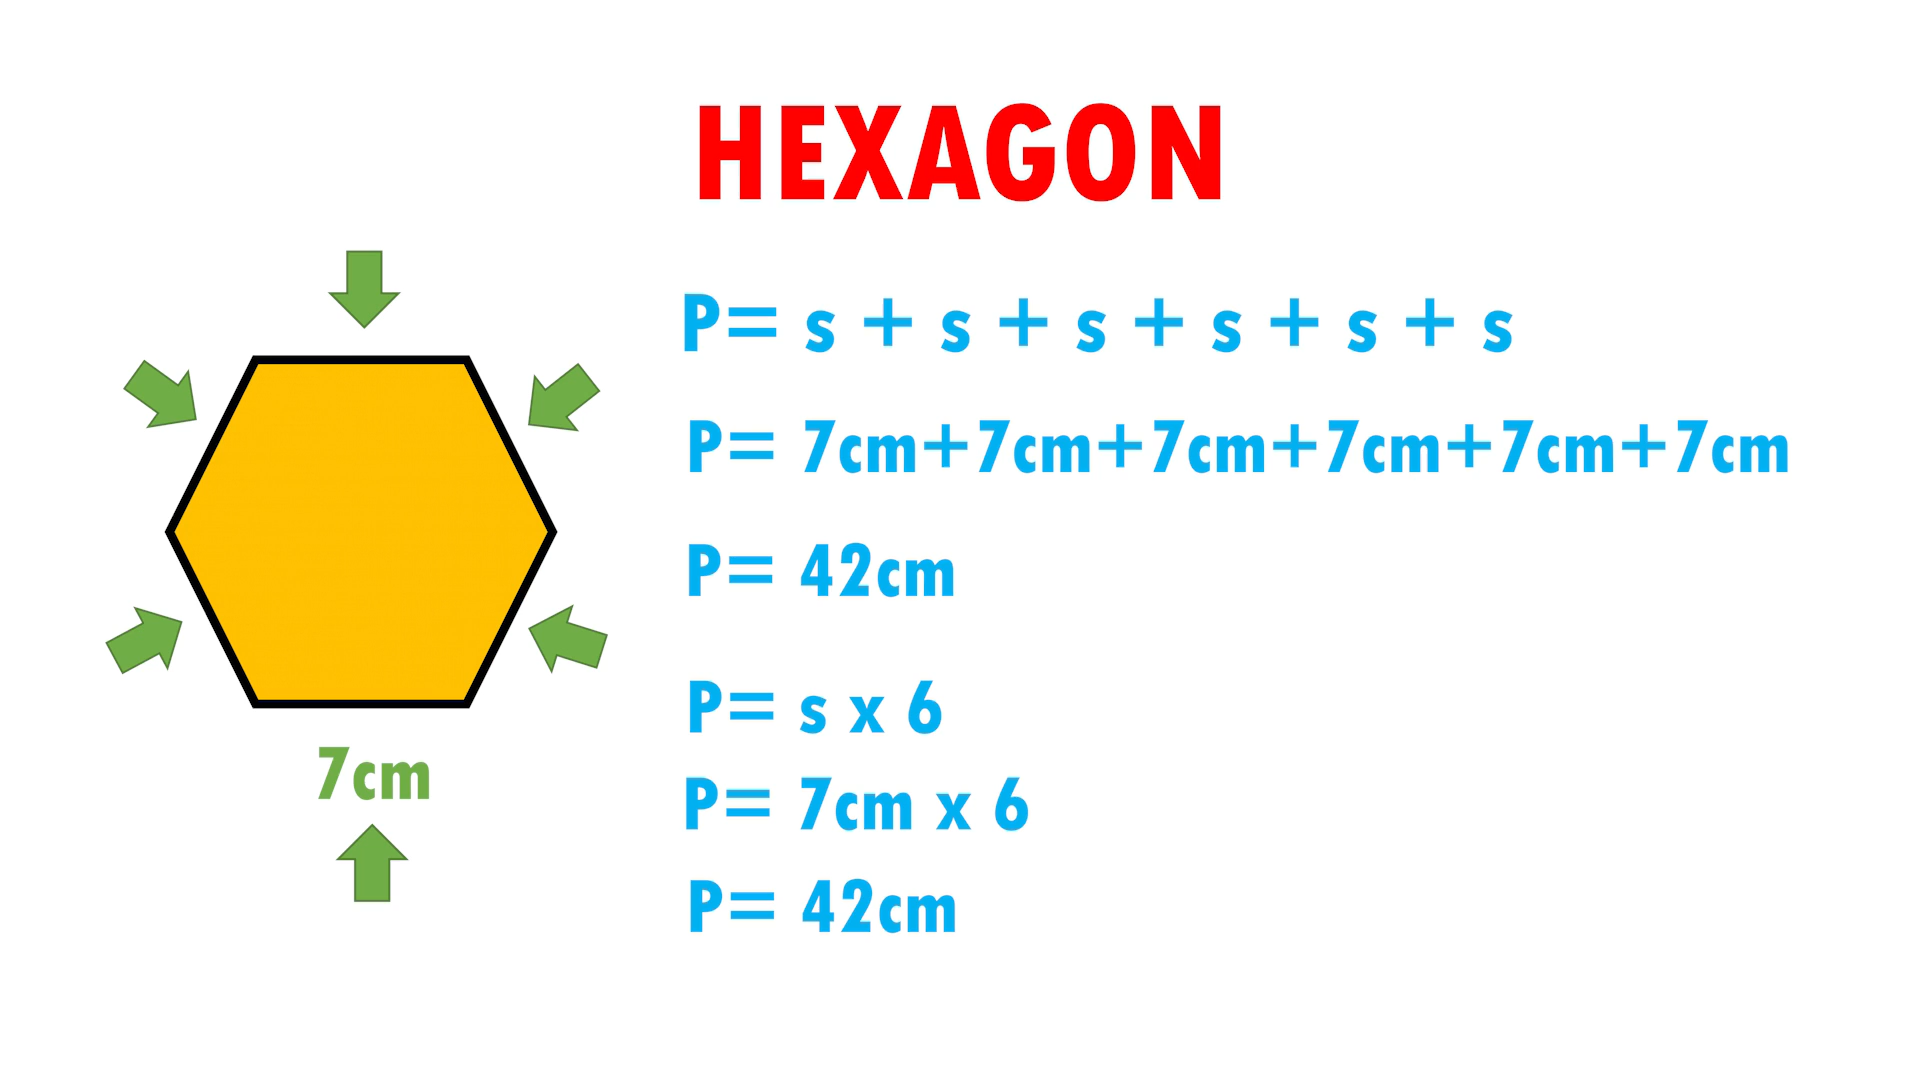 HEXAGON
P= s + s + s + s + s + s
P= 7cm+7cm+7cm+7cm+7cm+7cm
P= 42cm
P= s x 6
7cm
P= 7cm x 6
P= 42cm